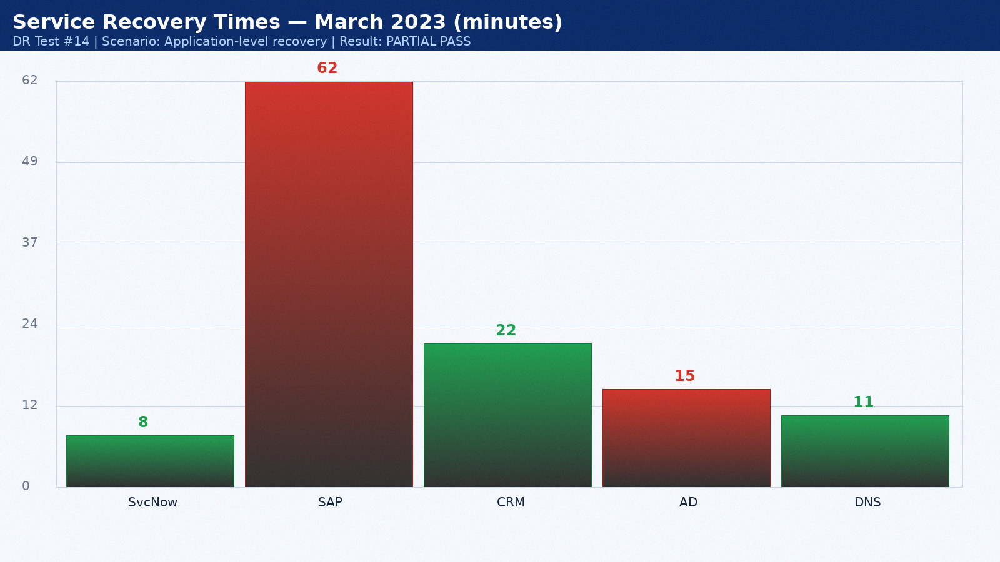 Service Recovery Times — March 2023 (minutes)
DR Test #14 | Scenario: Application-level recovery | Result: PARTIAL PASS
62
62
49
37
24
22
15
12
11
8
0
SvcNow
SAP
CRM
AD
DNS